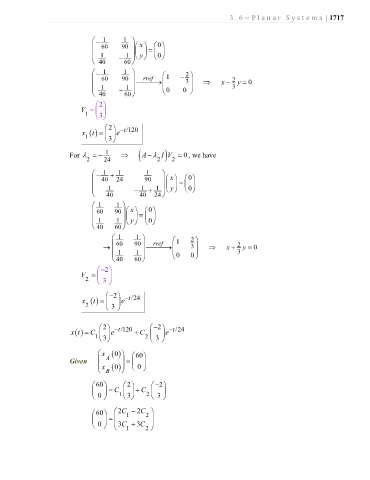 3.6 – Planar Systems | 1717
( −1/60 1/90 ; 1/40 −1/60 ) ( x ; y ) = ( 0 ; 0 )
( −1/60 1/90 ; 1/40 −1/60 ) rref → ( 1 −2/3 ; 0 0 ) ⇒ x − 2/3 y = 0
V₁ = ( 2 ; 3 )
x₁(t) = ( 2 ; 3 ) e^(−t/120)
For λ₂ = −1/24 ⇒ (A − λ₂I)V₂ = 0, we have
( −1/40 + 1/24 1/90 ; 1/40 −1/40 + 1/24 ) ( x ; y ) = ( 0 ; 0 )
( 1/60 1/90 ; 1/40 1/60 ) ( x ; y ) = ( 0 ; 0 )
→ ( 1/60 1/90 ; 1/40 1/60 ) rref → ( 1 2/3 ; 0 0 ) ⇒ x + 2/3 y = 0
V₂ = ( −2 ; 3 )
x₂(t) = ( −2 ; 3 ) e^(−t/24)
x(t) = C₁ ( 2 ; 3 ) e^(−t/120) + C₂ ( −2 ; 3 ) e^(−t/24)
Given ( x_A(0) ; x_B(0) ) = ( 60 ; 0 )
( 60 ; 0 ) = C₁ ( 2 ; 3 ) + C₂ ( −2 ; 3 )
( 60 ; 0 ) = ( 2C₁ − 2C₂ ; 3C₁ + 3C₂ )